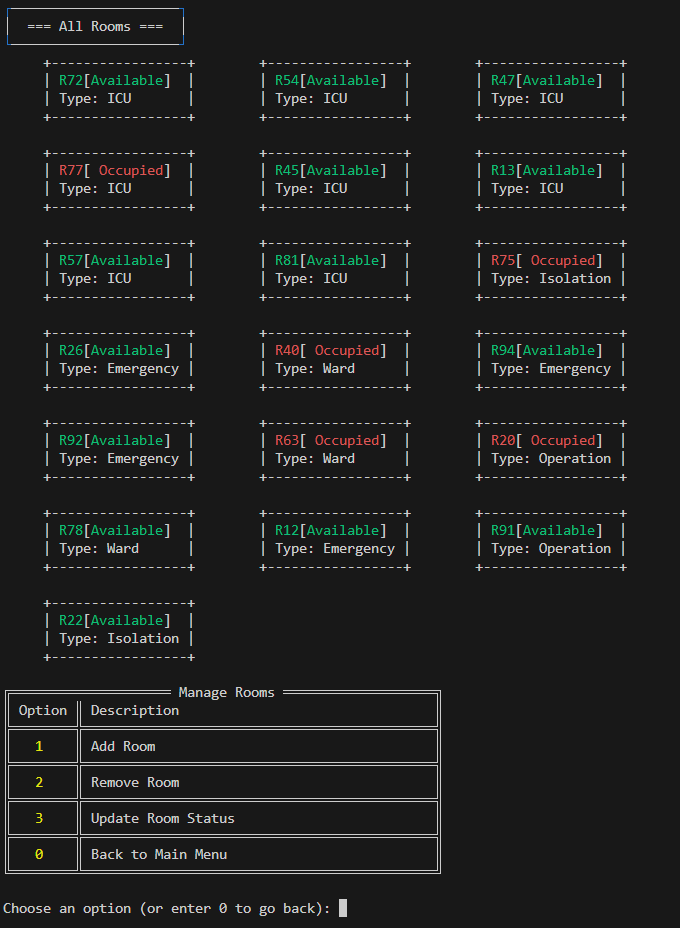 === All Rooms ===
R72[Available] R54[Available] R47[Available]
Type: ICU Type: ICU Type: ICU
R77[ Occupied] R45[Available] R13[Available]
Type: ICU Type: ICU Type: ICU
R57[Available] R81[Available] R75[ Occupied]
Type: ICU Type: ICU Type: Isolation
R26[Available] R40[ Occupied] R94[Available]
Type: Emergency Type: Ward Type: Emergency
R92[Available] R63[ Occupied] R20[ Occupied]
Type: Emergency Type: Ward Type: Operation
R78[Available] R12[Available] R91[Available]
Type: Ward Type: Emergency Type: Operation
R22[Available]
Type: Isolation
Manage Rooms
Option Description
1 Add Room
2 Remove Room
3 Update Room Status
0 Back to Main Menu
Choose an option (or enter 0 to go back):